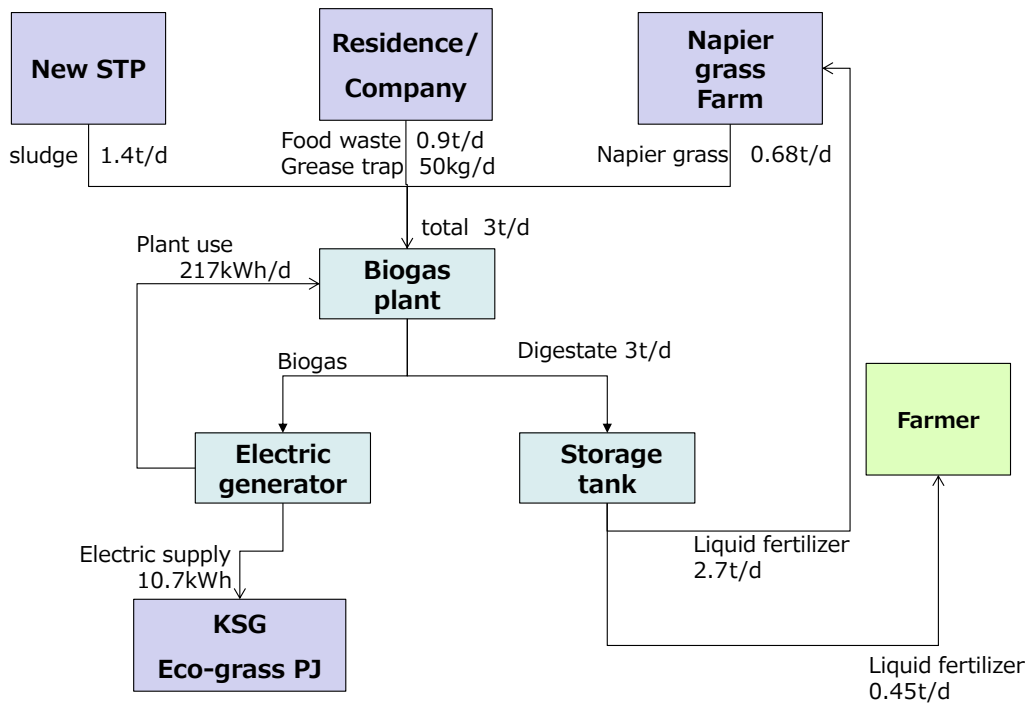 New STP
Residence/
Company
Napier
grass
Farm
sludge 1.4t/d
Food waste 0.9t/d
Grease trap 50kg/d
Napier grass 0.68t/d
total 3t/d
Plant use
217kWh/d
Biogas
plant
Biogas
Digestate 3t/d
Electric
generator
Storage
tank
Farmer
Electric supply
10.7kWh
Liquid fertilizer
2.7t/d
KSG
Eco-grass PJ
Liquid fertilizer
0.45t/d